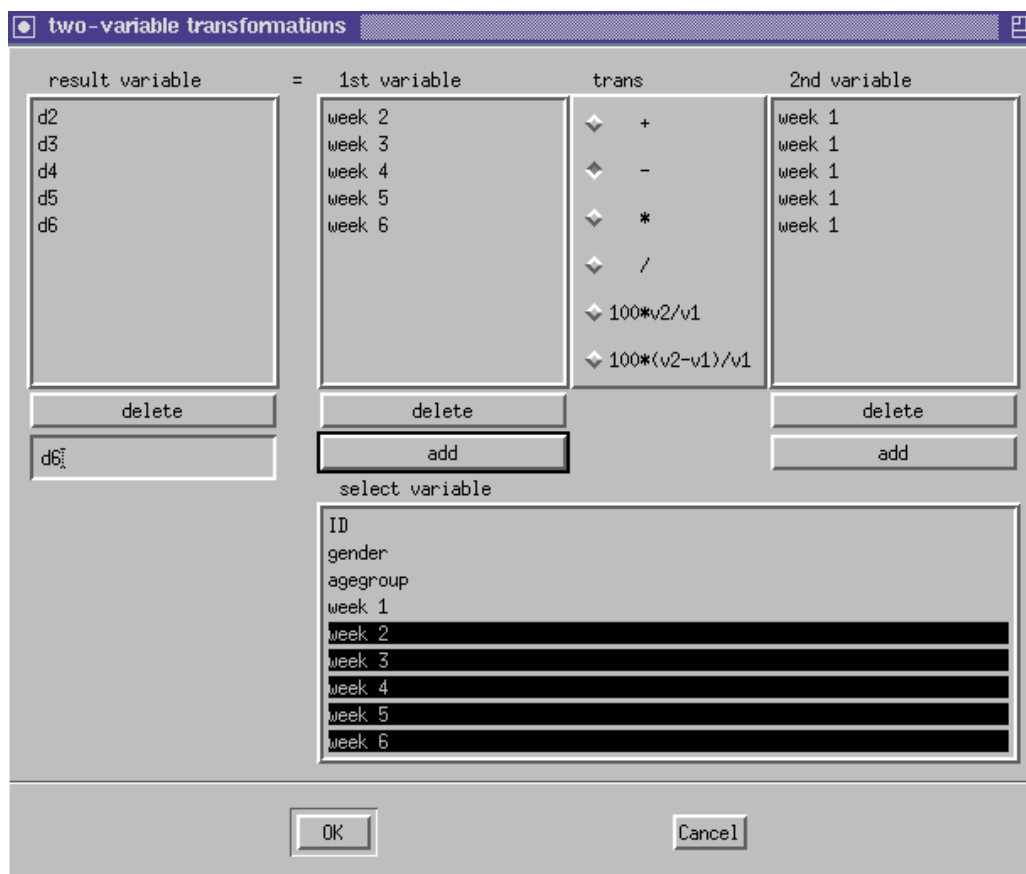 two-variable transformations
result variable = 1st variable trans 2nd variable
d2
d3
d4
d5
d6
week 2
week 3
week 4
week 5
week 6
+
-
*
/
100*v2/v1
100*(v2-v1)/v1
week 1
week 1
week 1
week 1
week 1
delete
delete
delete
d6
add
add
select variable
ID
gender
agegroup
week 1
week 2
week 3
week 4
week 5
week 6
OK
Cancel